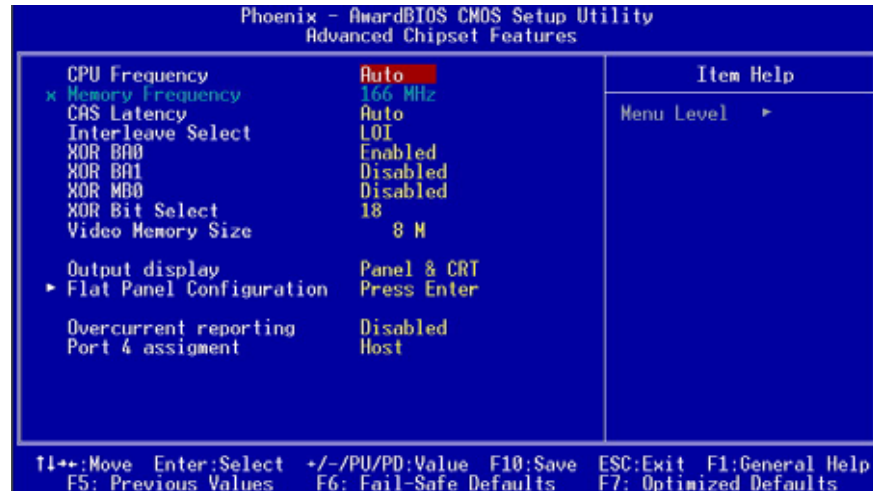 Phoenix - AwardBIOS CMOS Setup Utility
Advanced Chipset Features
CPU Frequency Auto
x Memory Frequency 166 MHz
CAS Latency Auto
Interleave Select LOI
XOR BA0 Enabled
XOR BA1 Disabled
XOR MB0 Disabled
XOR Bit Select 18
Video Memory Size 8 M
Output display Panel & CRT
► Flat Panel Configuration Press Enter
Overcurrent reporting Disabled
Port 4 assigment Host
Item Help
Menu Level ►
↑↓→←:Move Enter:Select +/-/PU/PD:Value F10:Save ESC:Exit F1:General Help
F5: Previous Values F6: Fail-Safe Defaults F7: Optimized Defaults